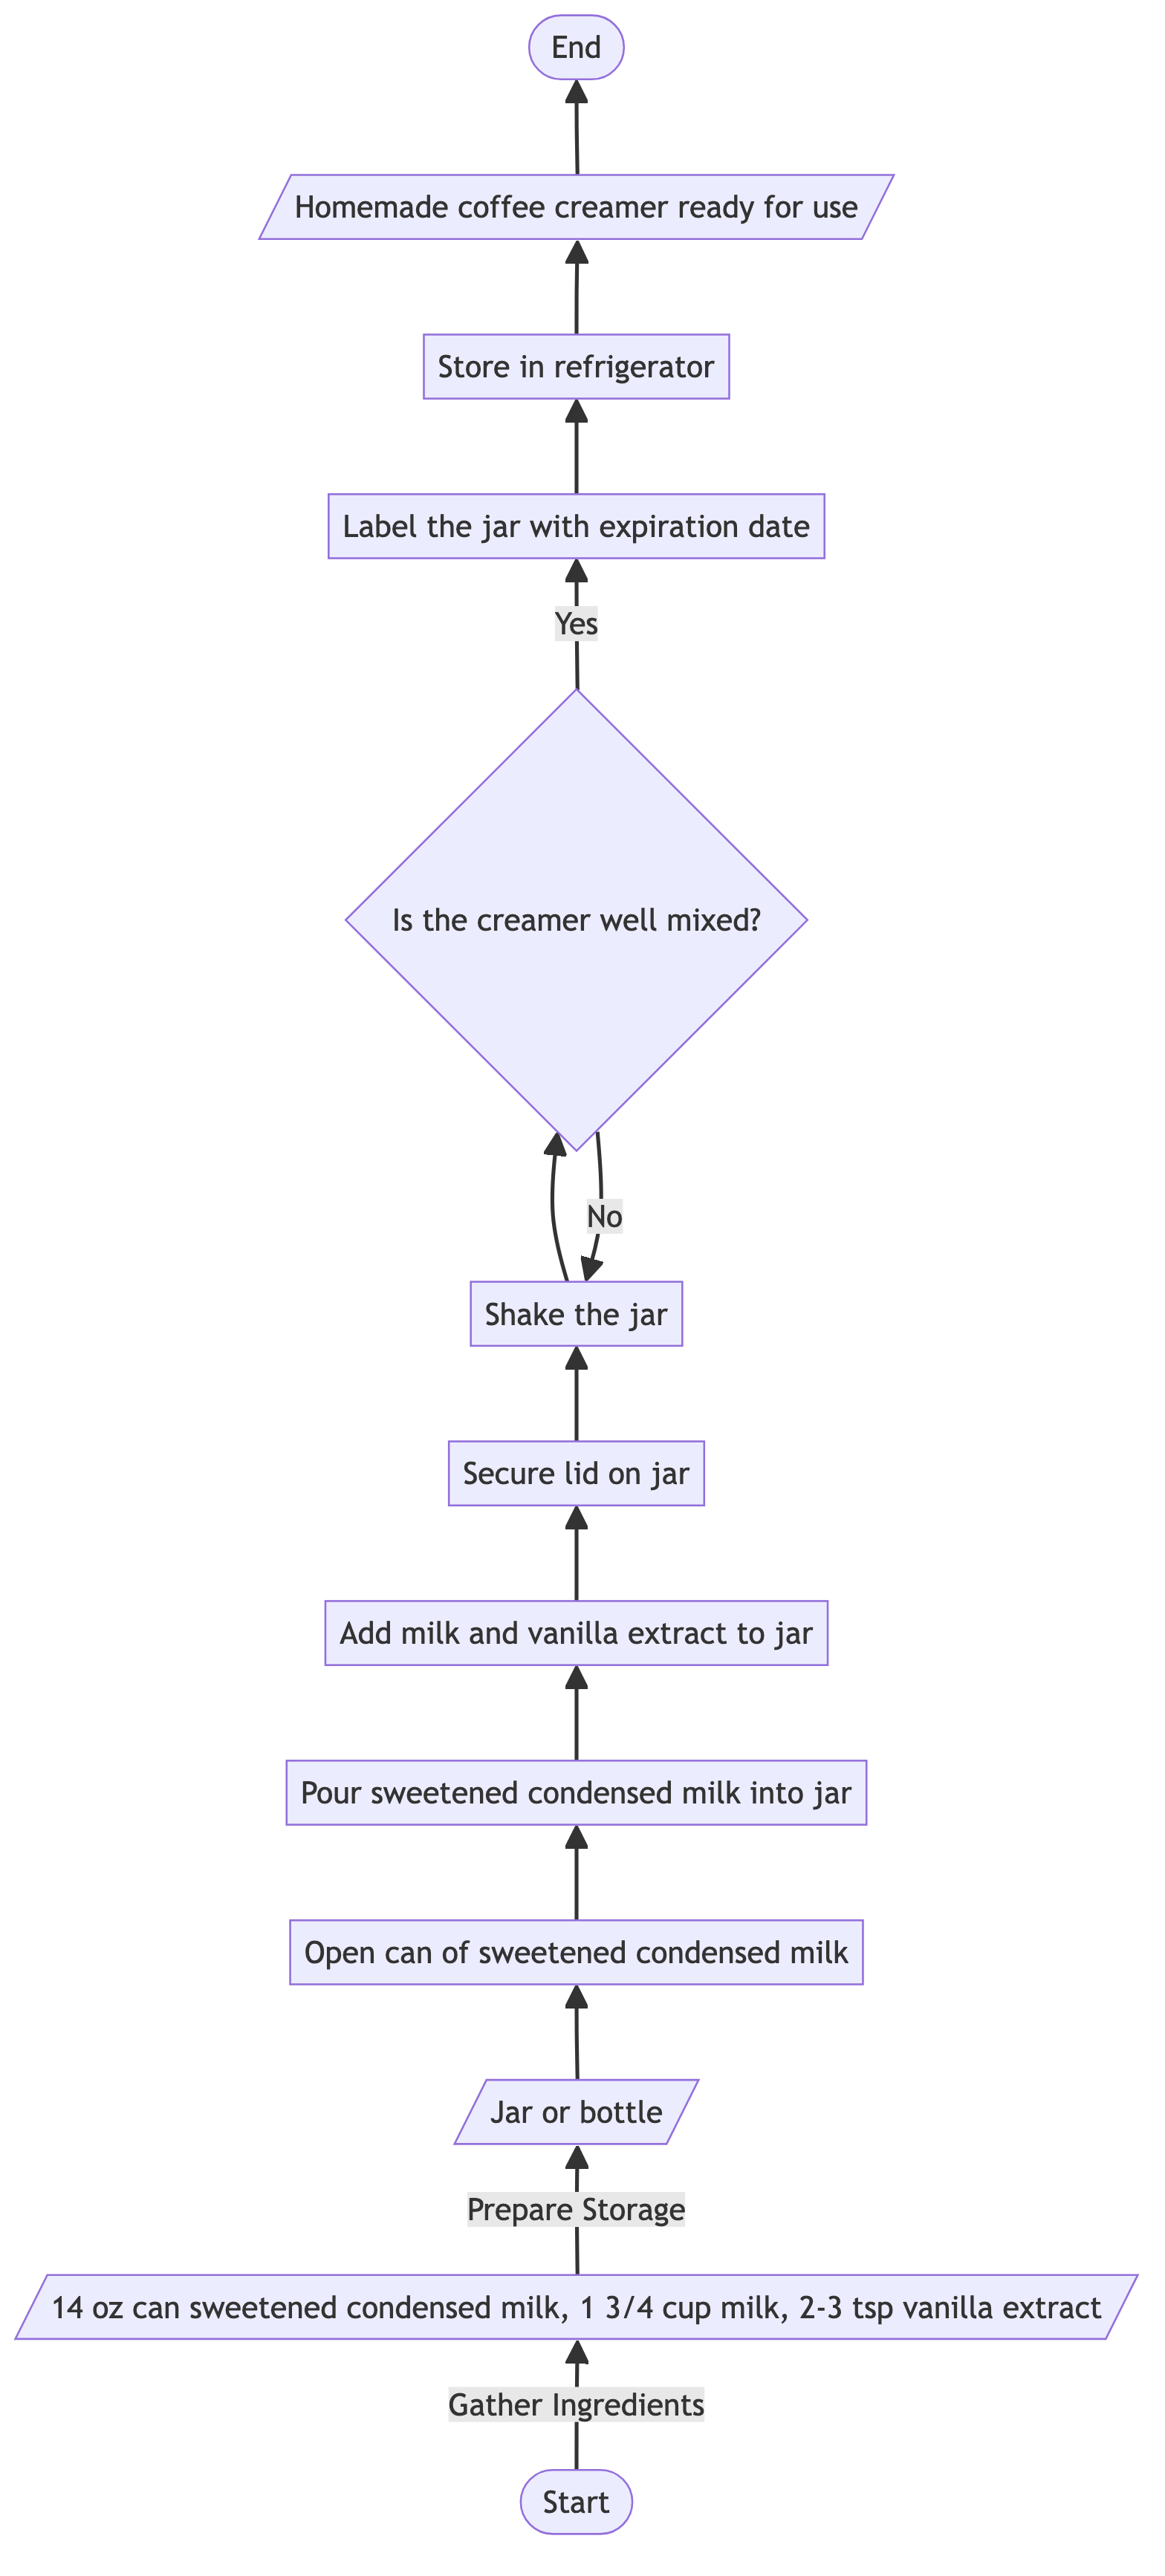 End
Homemade coffee creamer ready for use
Store in refrigerator
Label the jar with expiration date
Yes
Is the creamer well mixed?
No
Shake the jar
Secure lid on jar
Add milk and vanilla extract to jar
Pour sweetened condensed milk into jar
Open can of sweetened condensed milk
Jar or bottle
Prepare Storage
14 oz can sweetened condensed milk, 1 3/4 cup milk, 2-3 tsp vanilla extract
Gather Ingredients
Start